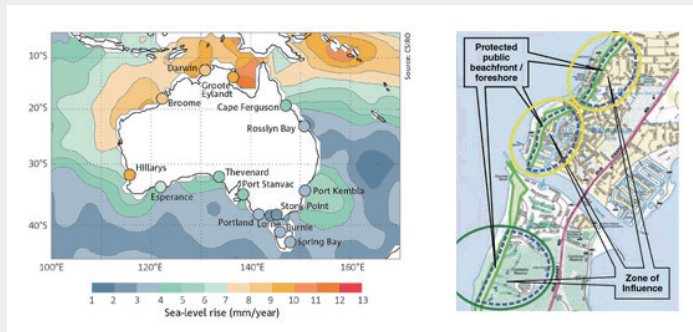 10°S
20°S
30°S
40°S
100°E
120°E
140°E
160°E
Darwin
Groote
Eylandt
Broome
Cape Ferguson
Rosslyn Bay
Hillarys
Thevenard
Port Stanvac
Esperance
Port Kembla
Stony Point
Portland
Lorne
Burnie
Spring Bay
1 2 3 4 5 6 7 8 9 10 11 12 13
Sea-level rise (mm/year)
Source: CSIRO
Protected
public
beachfront /
foreshore
Zone of
Influence